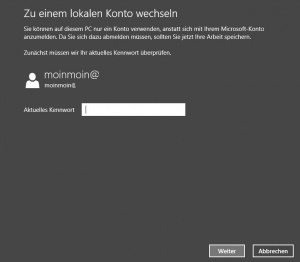 Zu einem lokalen Konto wechseln
Sie können auf diesem PC nur ein Konto verwenden, anstatt sich mit Ihrem Microsoft-Konto
anzumelden. Da Sie sich dazu abmelden müssen, sollten Sie jetzt Ihre Arbeit speichern.
Zunächst müssen wir Ihr aktuelles Kennwort überprüfen.
moinmoin@
moinmoin@
Aktuelles Kennwort
Weiter
Abbrechen